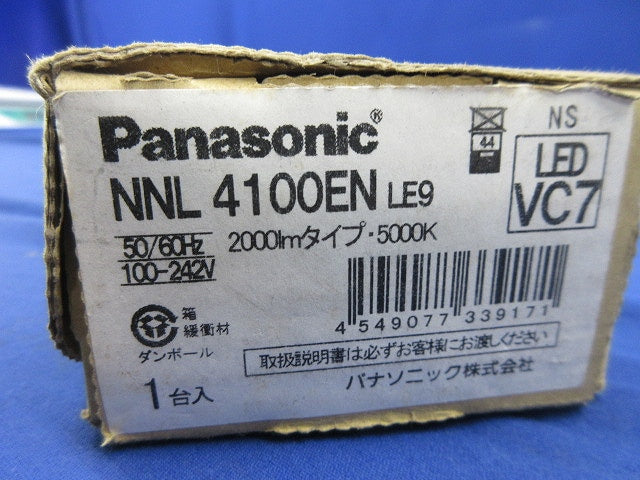 Panasonic®
NNL 4100EN LE9
NS
44
LED
VC7
50/60Hz
100-242V
2000lmタイプ・5000K
4 549077 339171
箱
緩衝材
ダンボール
取扱説明書は必ずお客様にお渡しください
1台入
パナソニック株式会社